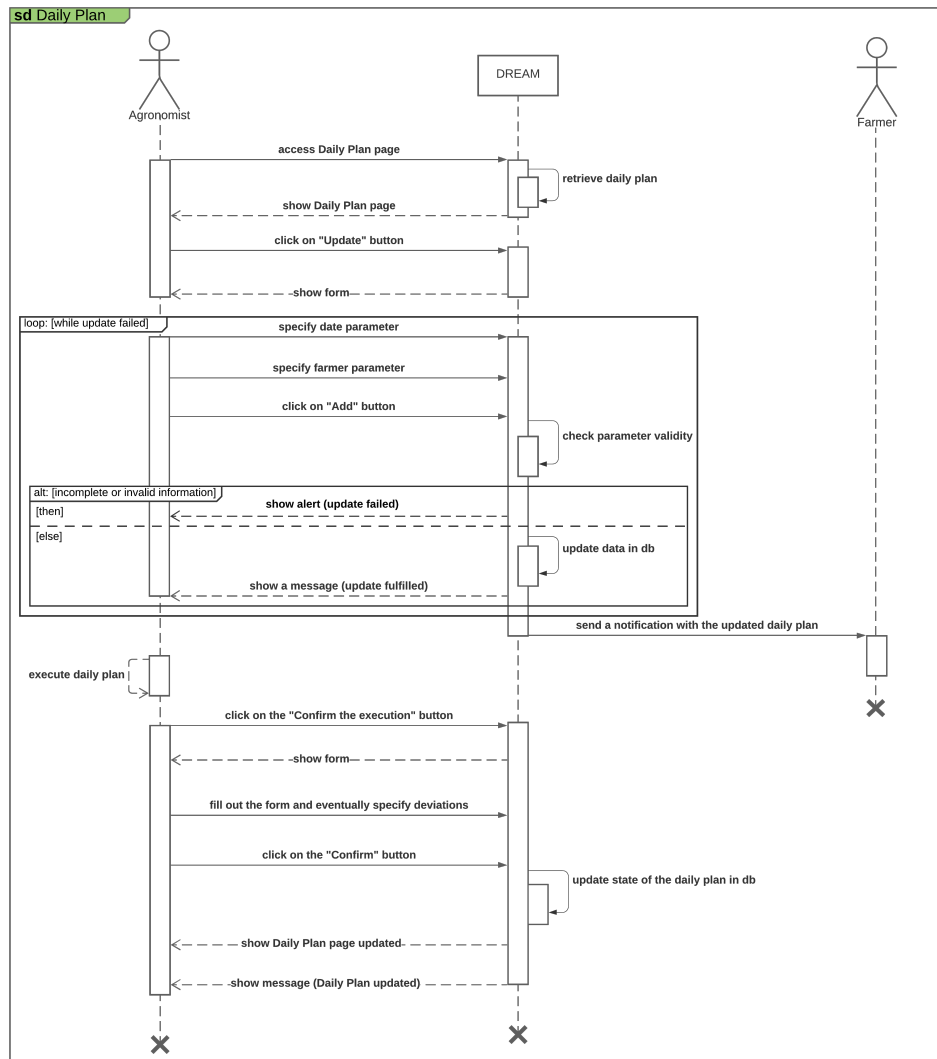 sd Daily Plan
Agronomist
DREAM
Farmer
access Daily Plan page
retrieve daily plan
show Daily Plan page
click on "Update" button
show form
loop: [while update failed]
specify date parameter
specify farmer parameter
click on "Add" button
check parameter validity
alt: [incomplete or invalid information]
[then]
show alert (update failed)
[else]
update data in db
show a message (update fulfilled)
send a notification with the updated daily plan
execute daily plan
click on the "Confirm the execution" button
show form
fill out the form and eventually specify deviations
click on the "Confirm" button
update state of the daily plan in db
show Daily Plan page updated
show message (Daily Plan updated)